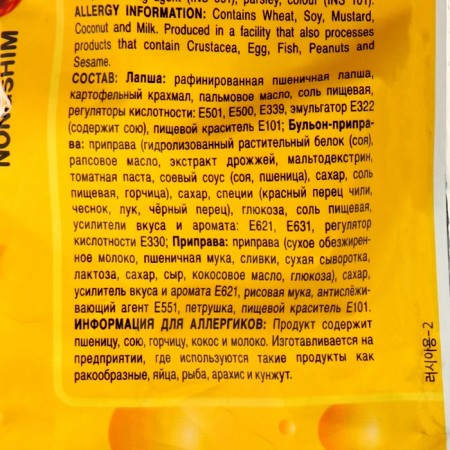 ALLERGY INFORMATION: Contains Wheat, Soy, Mustard,
Coconut and Milk. Produced in a facility that also processes
products that contain Crustacea, Egg, Fish, Peanuts and
Sesame.
СОСТАВ: Лапша: рафинированная пшеничная лапша,
картофельный крахмал, пальмовое масло, соль пищевая,
регуляторы кислотности: E501, E500, E339, эмульгатор E322
(содержит сою), пищевой краситель E101; Бульон-припра-
ва: приправа (гидролизованный растительный белок (соя),
рапсовое масло, экстракт дрожжей, мальтодекстрин,
томатная паста, соевый соус (соя, пшеница), сахар, соль
пищевая, горчица), сахар, специи (красный перец чили,
чеснок, лук, чёрный перец), глюкоза, соль пищевая,
усилители вкуса и аромата: E621, E631, регулятор
кислотности E330; Приправа: приправа (сухое обезжирен-
ное молоко, пшеничная мука, сливки, сухая сыворотка,
лактоза, сахар, сыр, кокосовое масло, глюкоза), сахар,
усилитель вкуса и аромата E621, рисовая мука, антислёжи-
вающий агент E551, петрушка, пищевой краситель E101.
ИНФОРМАЦИЯ ДЛЯ АЛЛЕРГИКОВ: Продукт содержит
пшеницу, сою, горчицу, кокос и молоко. Изготавливается на
предприятии, где используются такие продукты как
ракообразные, яйца, рыба, арахис и кунжут.